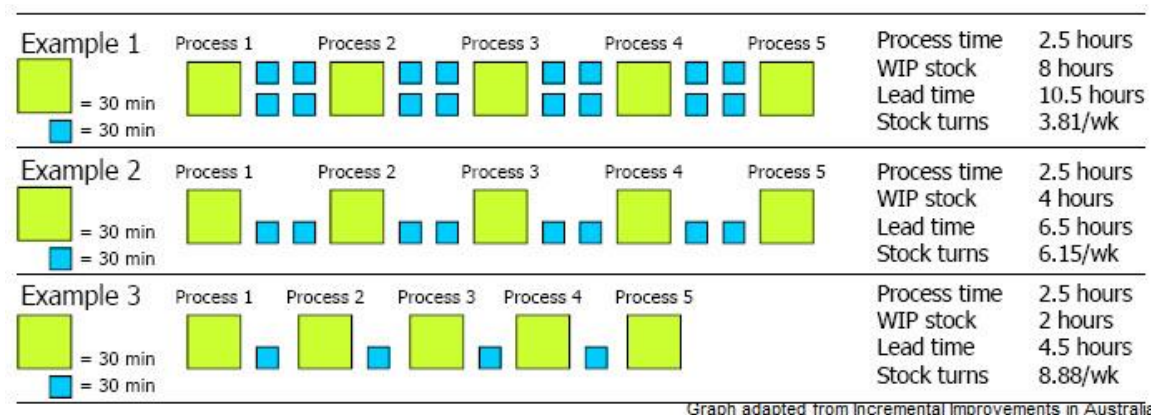 Example 1 Process 1 Process 2 Process 3 Process 4 Process 5 Process time 2.5 hours
WIP stock 8 hours
= 30 min Lead time 10.5 hours
= 30 min Stock turns 3.81/wk
Example 2 Process 1 Process 2 Process 3 Process 4 Process 5 Process time 2.5 hours
WIP stock 4 hours
= 30 min Lead time 6.5 hours
= 30 min Stock turns 6.15/wk
Example 3 Process 1 Process 2 Process 3 Process 4 Process 5 Process time 2.5 hours
WIP stock 2 hours
= 30 min Lead time 4.5 hours
= 30 min Stock turns 8.88/wk
Graph adapted from Incremental Improvements in Australia